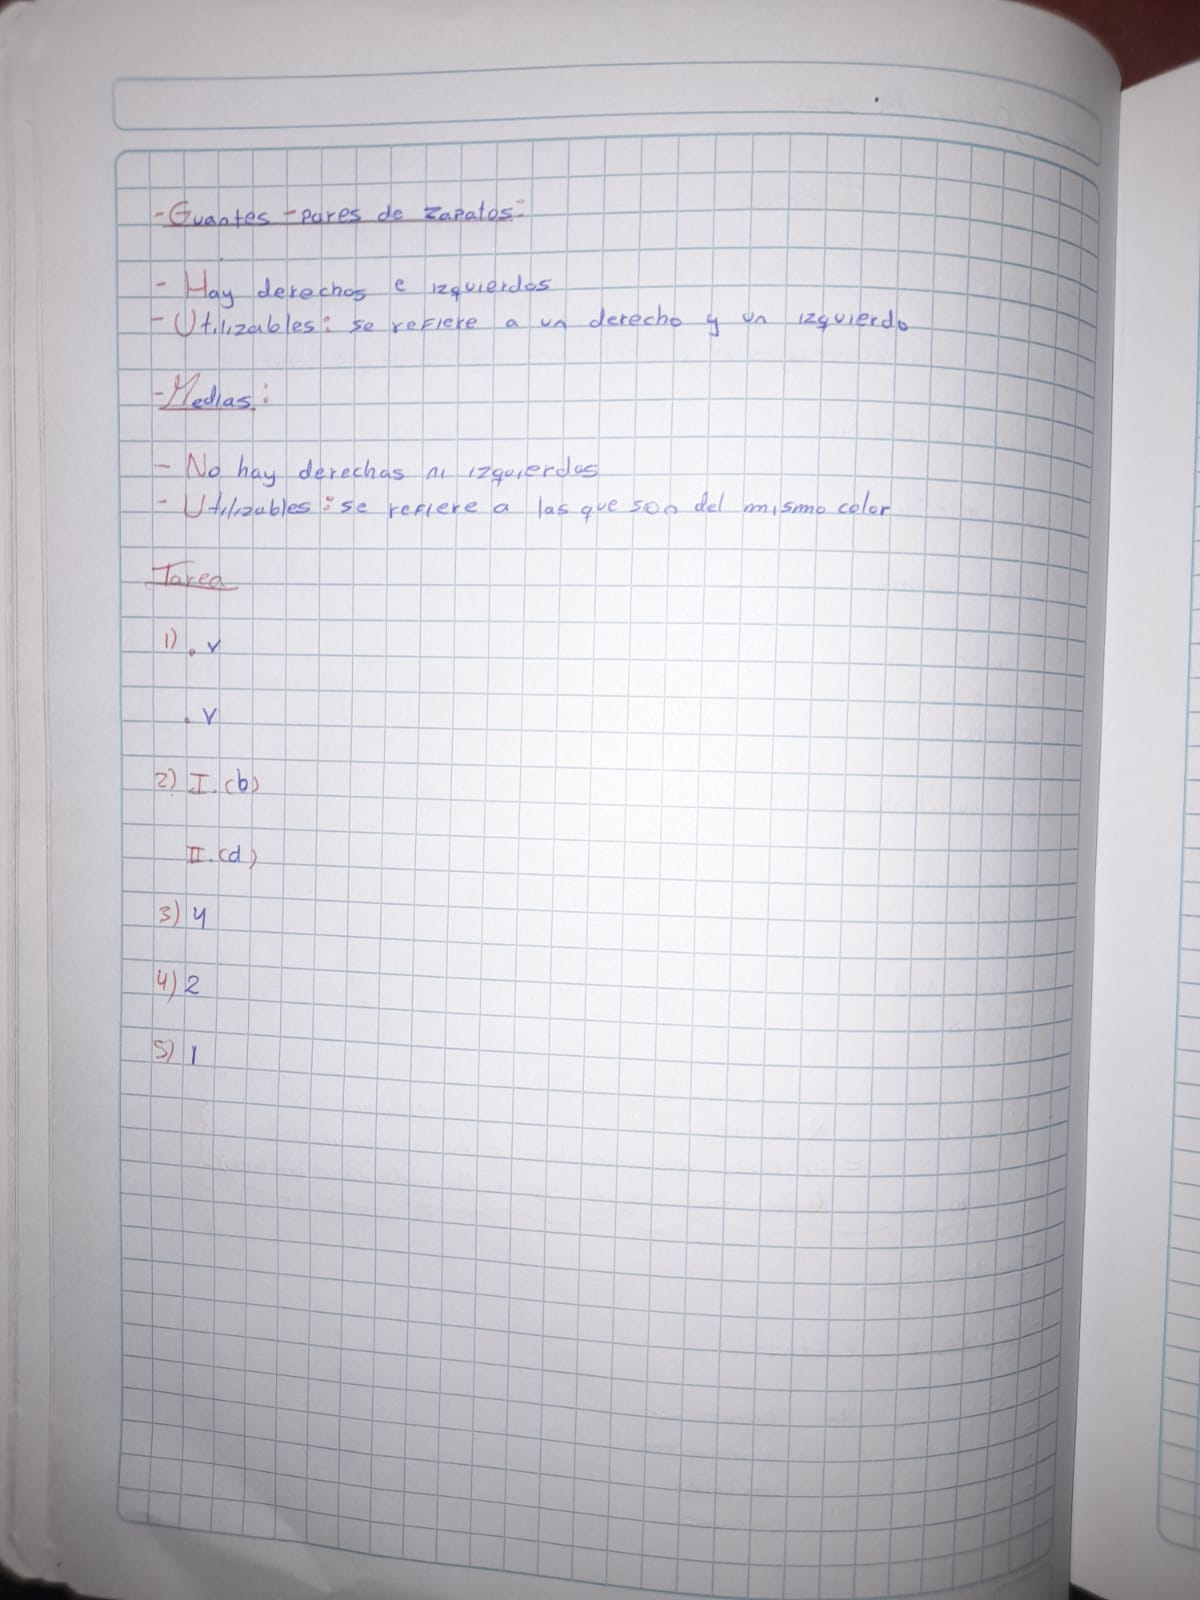 - Guantes - pares de zapatos:
- Hay derechos e izquierdos
- Utilizables: se refiere a un derecho y un izquierdo
- Medias:
- No hay derechas ni izquierdas
- Utilizables: se refiere a las que son del mismo color
Tarea
1) . V
. V
2) I. (b)
II. (d)
3) 4
4) 2
5) 1